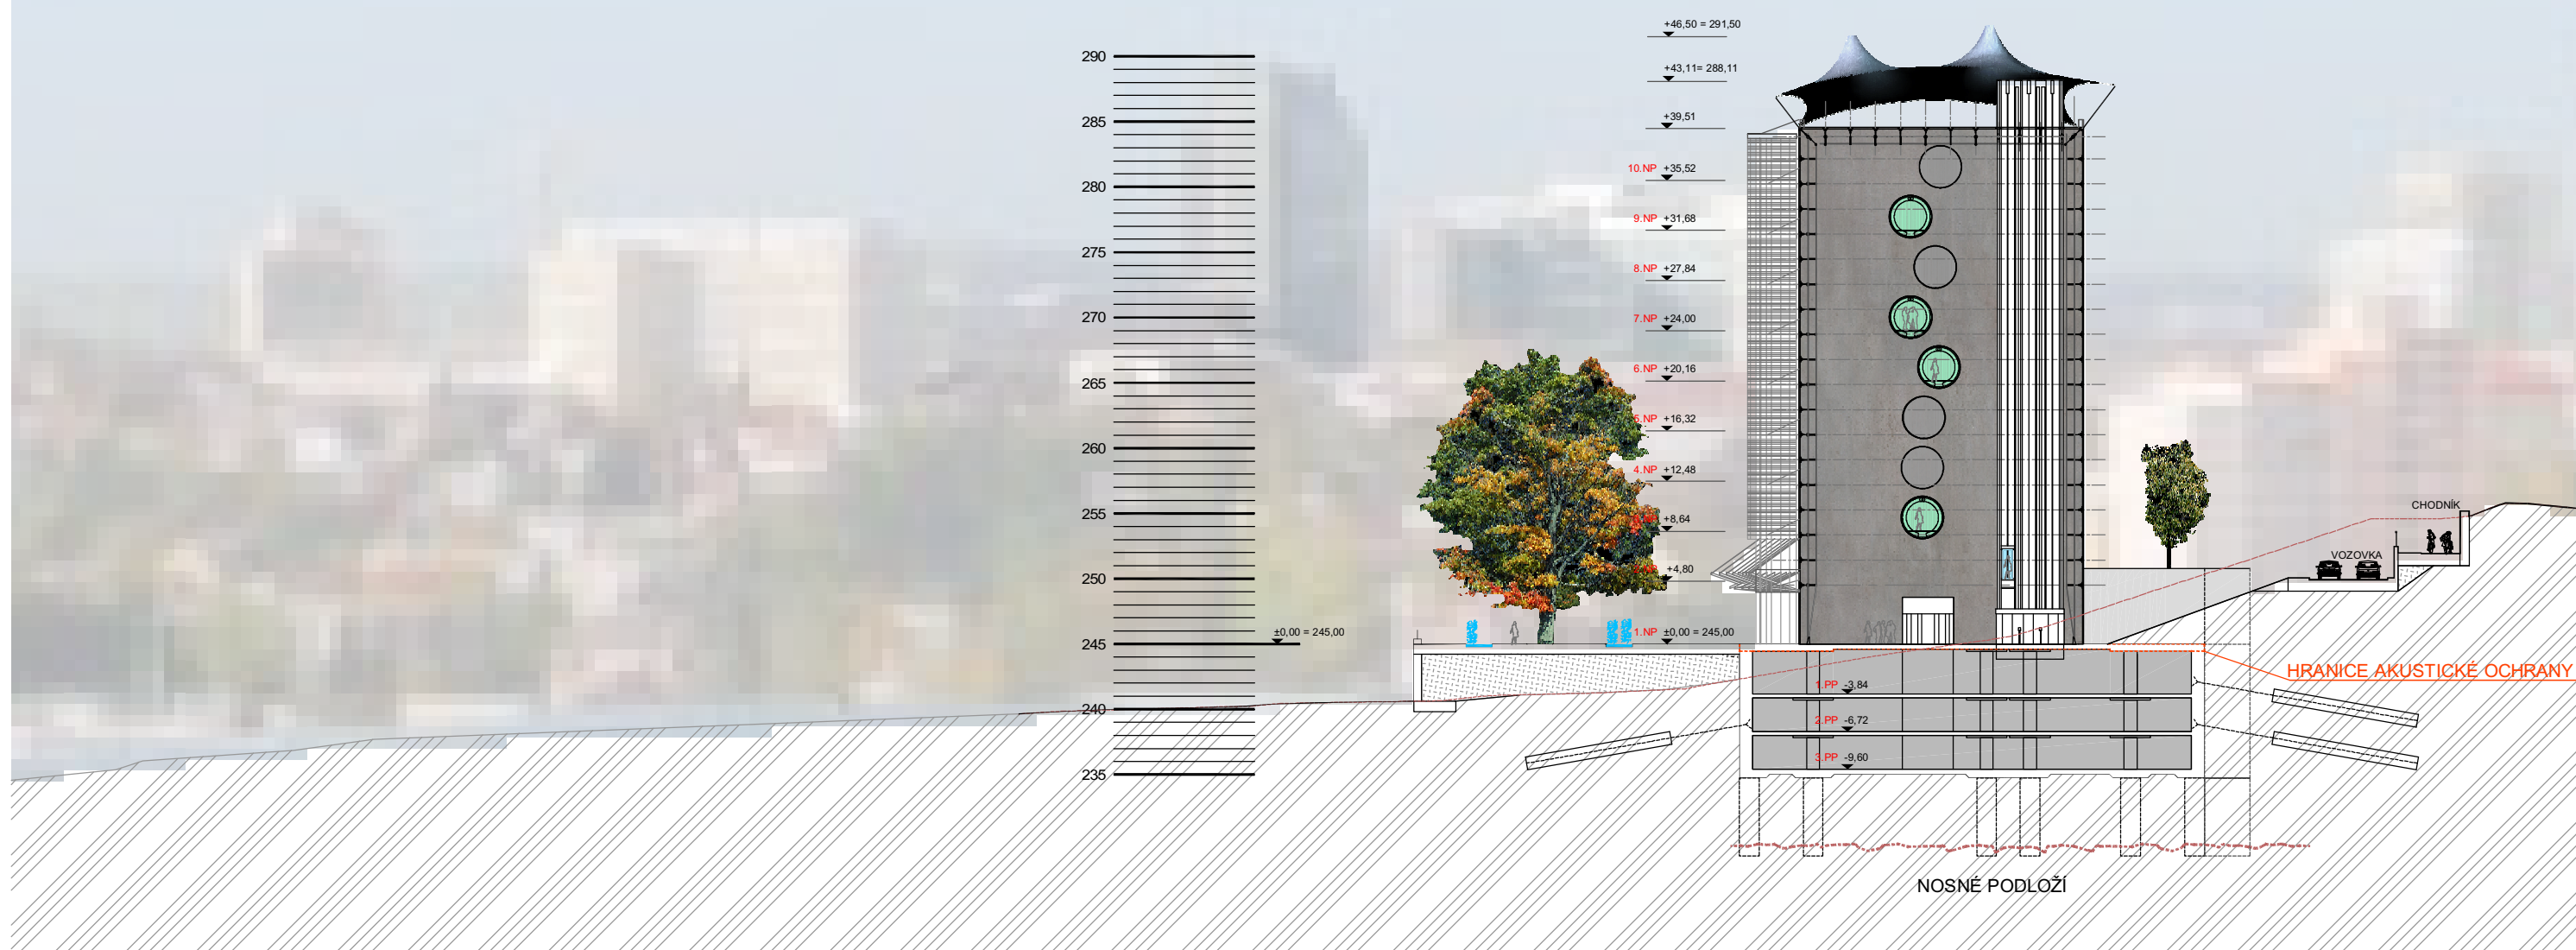 +46,50 = 291,50
+43,11= 288,11
+39,51
10.NP +35,52
9.NP +31,68
8.NP +27,84
7.NP +24,00
6.NP +20,16
5.NP +16,32
4.NP +12,48
+8,64
+4,80
1.NP ±0,00 = 245,00
290
285
280
275
270
265
260
255
250
245
240
235
±0,00 = 245,00
CHODNÍK
VOZOVKA
HRANICE AKUSTICKÉ OCHRANY
1.PP -3,84
2.PP -6,72
3.PP -9,60
NOSNÉ PODLOŽÍ